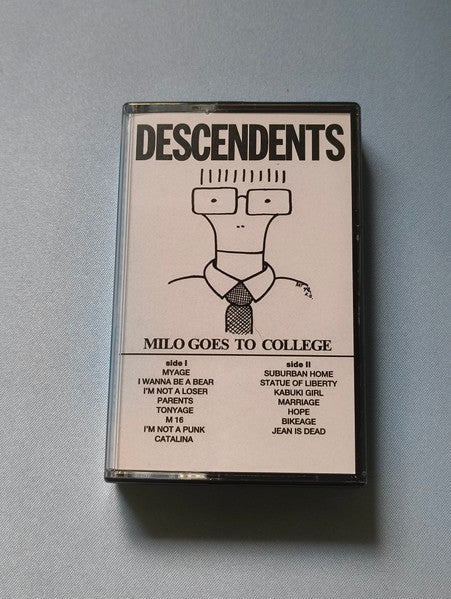 DESCENDENTS
MILO GOES TO COLLEGE
side I
MYAGE
I WANNA BE A BEAR
I'M NOT A LOSER
PARENTS
TONYAGE
M 16
I'M NOT A PUNK
CATALINA
side II
SUBURBAN HOME
STATUE OF LIBERTY
KABUKI GIRL
MARRIAGE
HOPE
BIKEAGE
JEAN IS DEAD